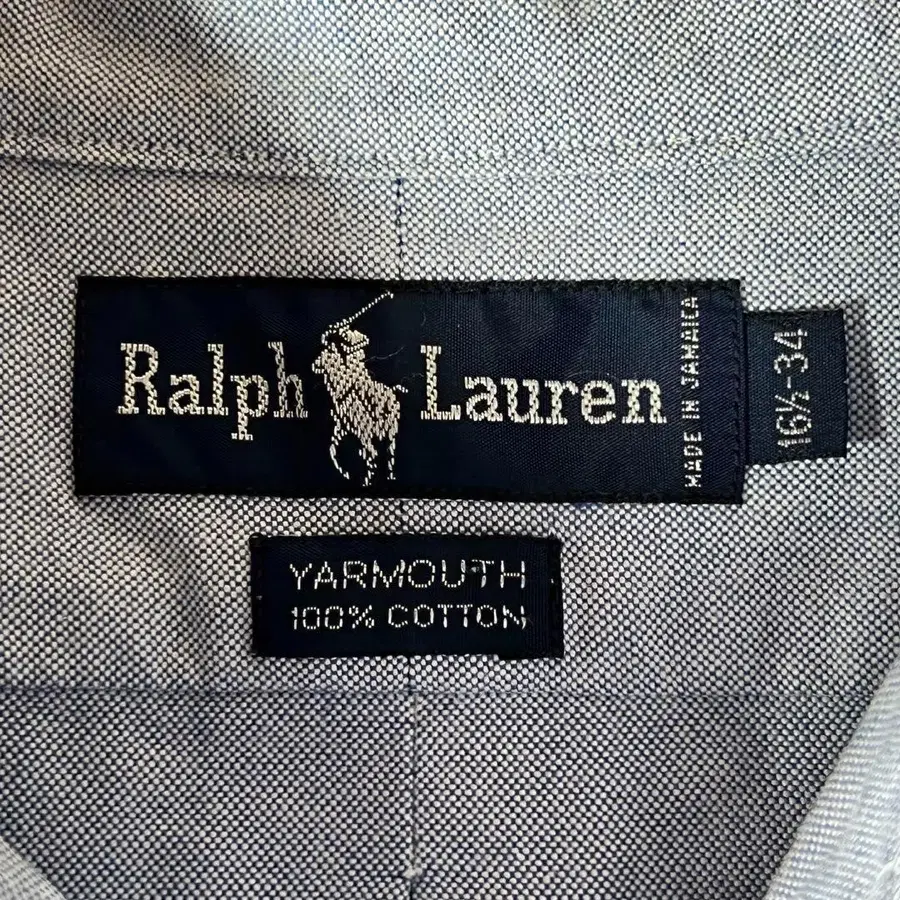 Ralph Lauren
MADE IN JAMAICA
16½-34
YARMOUTH
100% COTTON